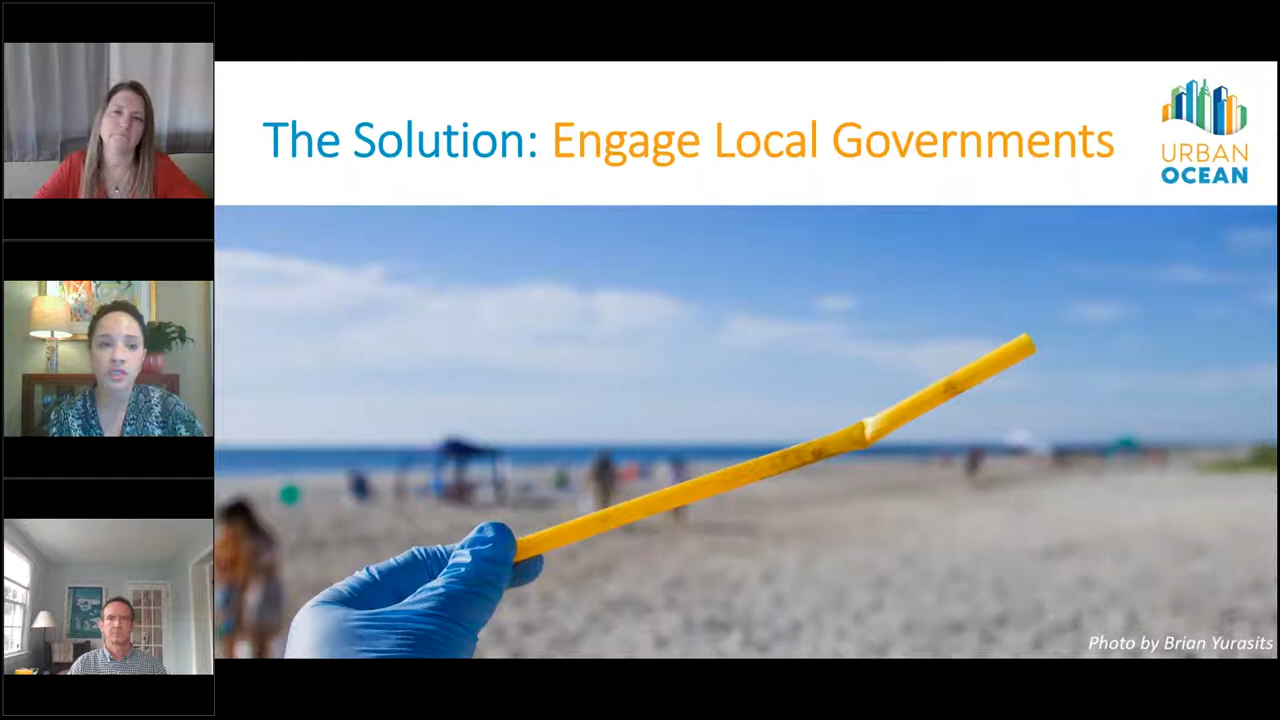 The Solution: Engage Local Governments
URBAN
OCEAN
Photo by Brian Yurasits